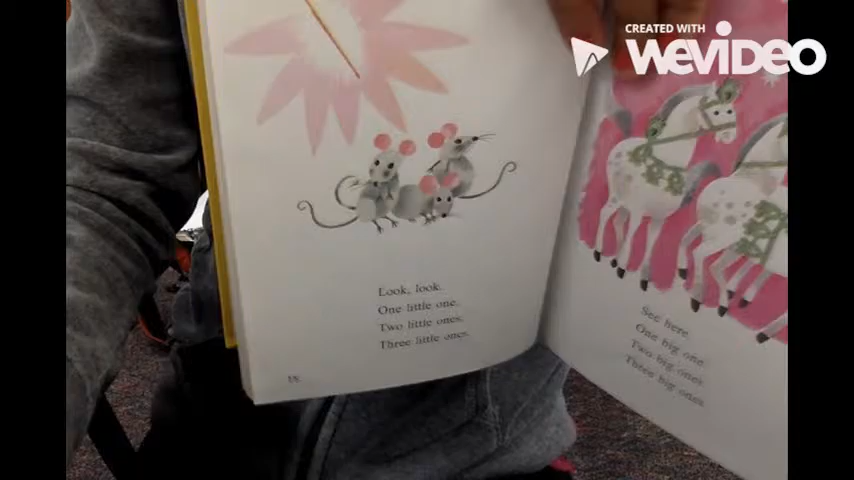 CREATED WITH
WEVIDEO
Look, look.
One little one.
Two little ones.
Three little ones.
18
See here.
One big one.
Two big ones.
Three big ones.